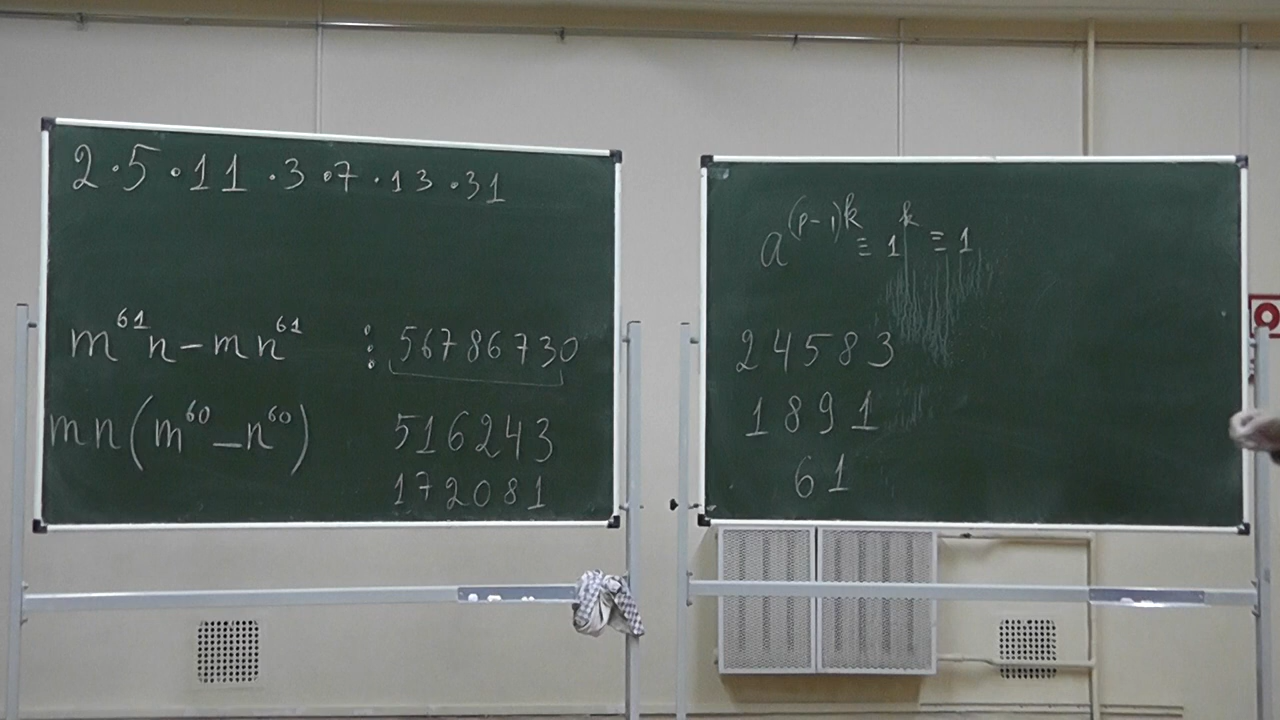 2·5·11·3·7·13·31
m⁶¹n-mn⁶¹ ⋮ 56786730
mn(m⁶⁰-n⁶⁰) 516243
172081
a⁽ᵖ⁻¹⁾ᵏ ≡ 1ᵏ ≡ 1
24583
1891
61